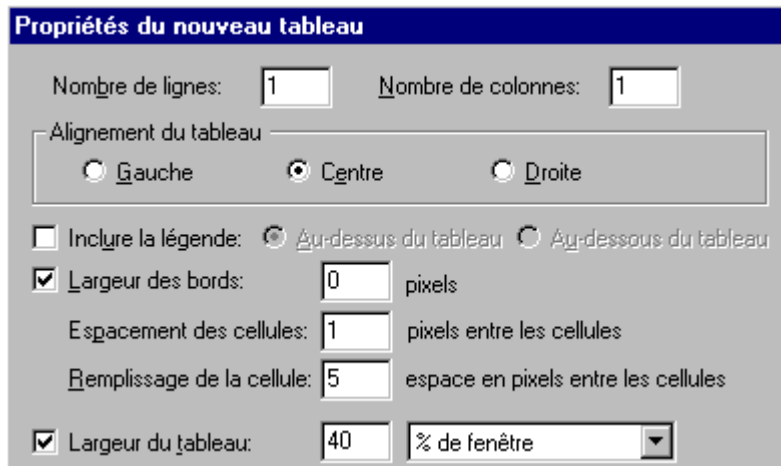 Propriétés du nouveau tableau
Nombre de lignes: 1 Nombre de colonnes: 1
Alignement du tableau
Gauche Centre Droite
Inclure la légende: Au-dessus du tableau Au-dessous du tableau
Largeur des bords: 0 pixels
Espacement des cellules: 1 pixels entre les cellules
Remplissage de la cellule: 5 espace en pixels entre les cellules
Largeur du tableau: 40 % de fenêtre